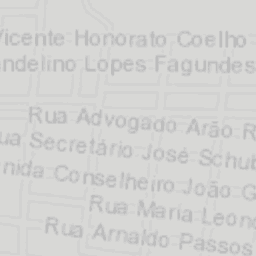 Vicente Honorato Coelho
ndelino Lopes Fagundes
Rua Advogado Arão R
ua Secretário José Schu
nida Conselheiro João G
Rua Maria Leon
Rua Arnaldo Passos